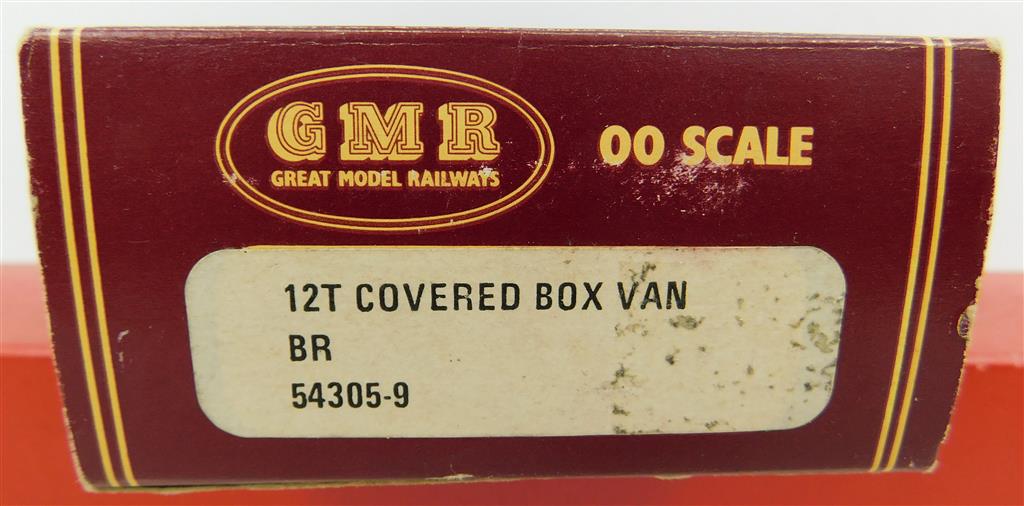 GMR
GREAT MODEL RAILWAYS
OO SCALE
12T COVERED BOX VAN
BR
54305-9